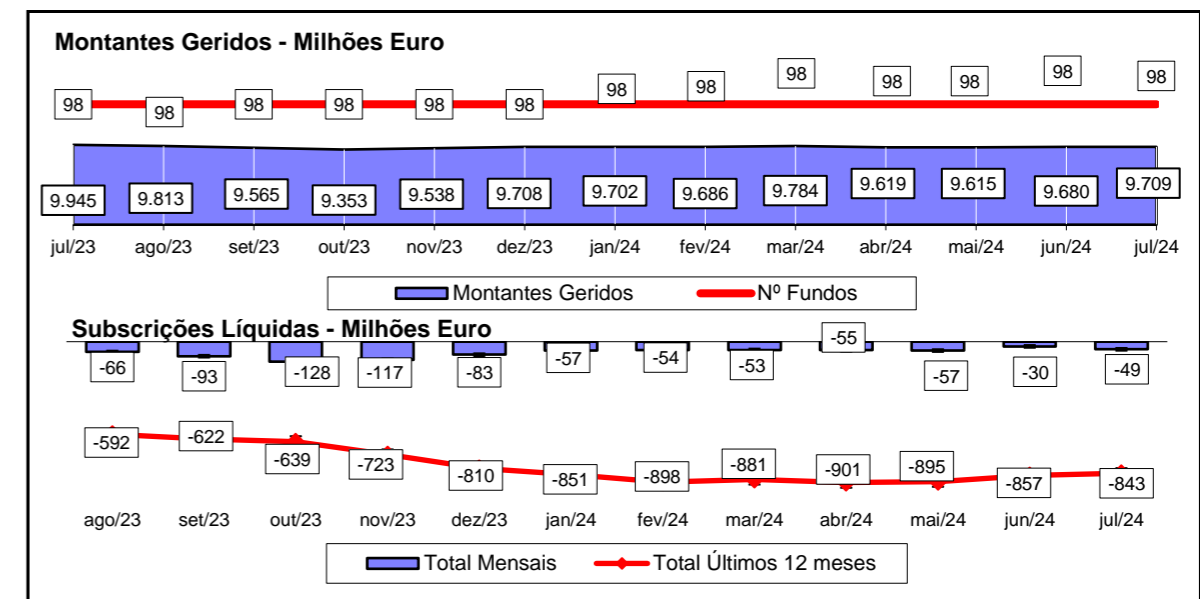 Montantes Geridos - Milhões Euro
98 98 98 98 98 98 98 98 98 98 98 98 98
9.945 9.813 9.565 9.353 9.538 9.708 9.702 9.686 9.784 9.619 9.615 9.680 9.709
jul/23 ago/23 set/23 out/23 nov/23 dez/23 jan/24 fev/24 mar/24 abr/24 mai/24 jun/24 jul/24
Montantes Geridos Nº Fundos
Subscrições Líquidas - Milhões Euro
-66 -93 -128 -117 -83 -57 -54 -53 -55 -57 -30 -49
-592 -622 -639 -723 -810 -851 -898 -881 -901 -895 -857 -843
ago/23 set/23 out/23 nov/23 dez/23 jan/24 fev/24 mar/24 abr/24 mai/24 jun/24 jul/24
Total Mensais Total Últimos 12 meses